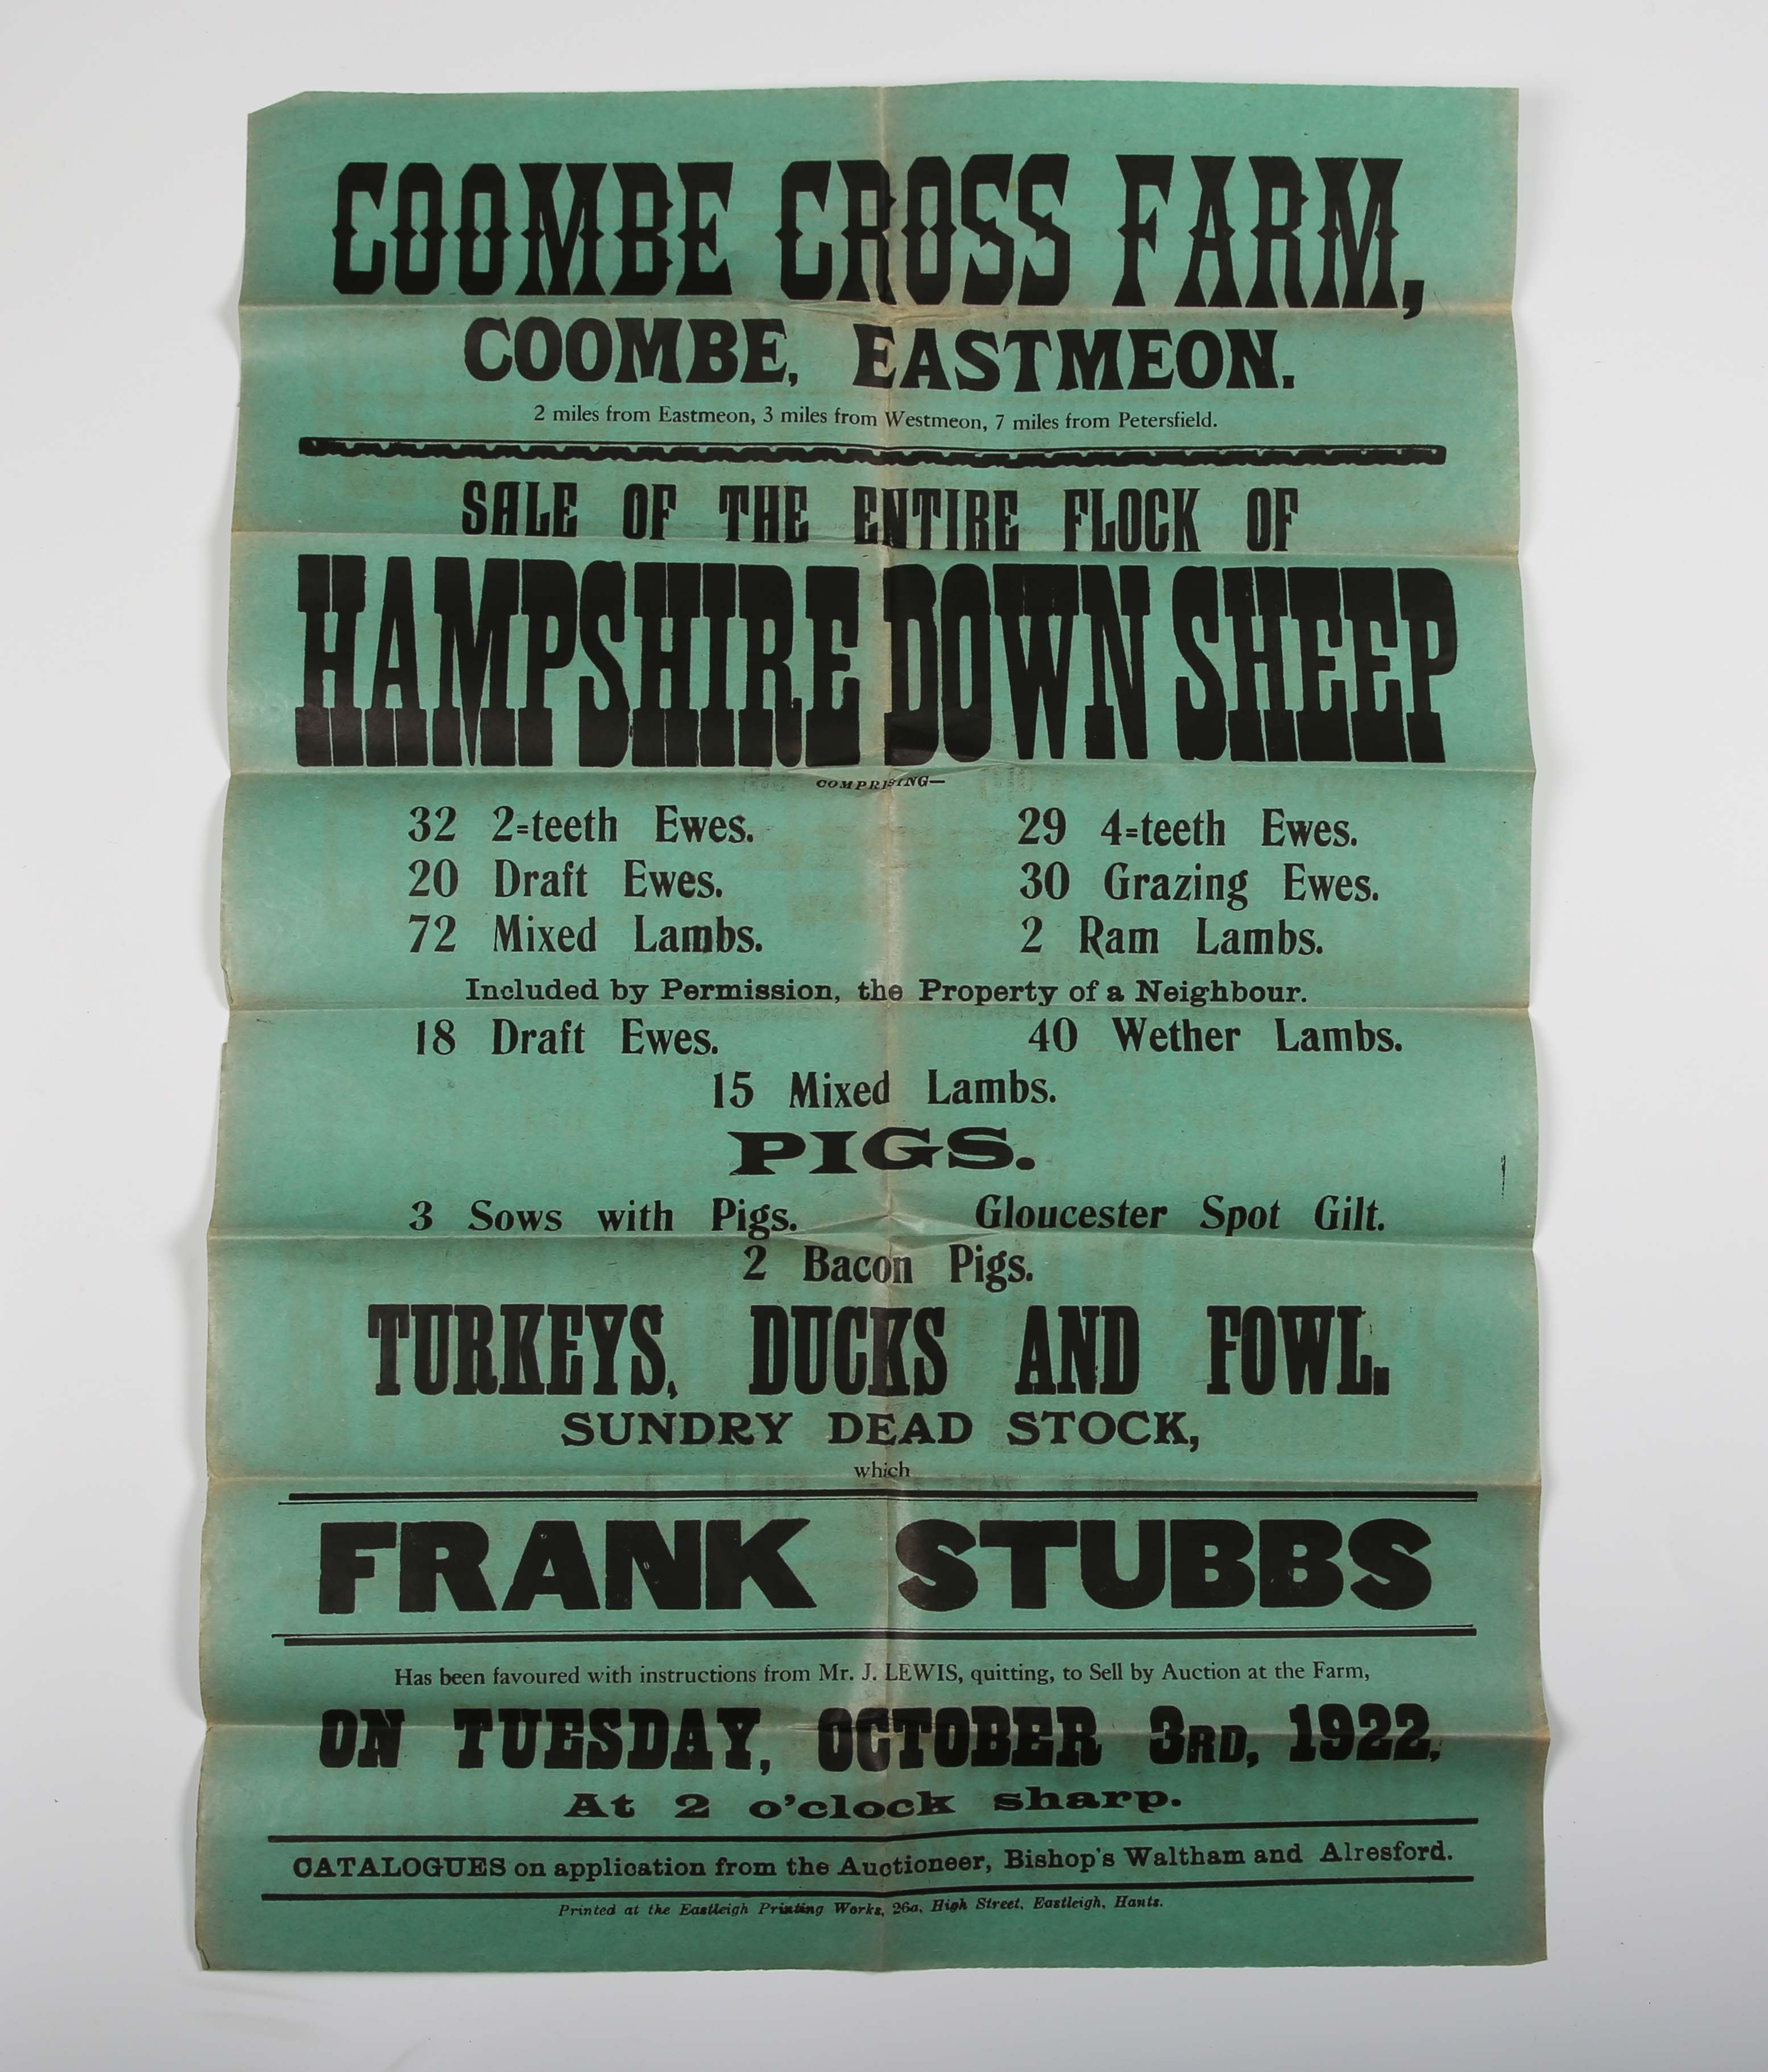 COOMBE CROSS FARM,
COOMBE, EASTMEON.
2 miles from Eastmeon, 3 miles from Westmeon, 7 miles from Petersfield.
SALE OF THE ENTIRE FLOCK OF
HAMPSHIRE DOWN SHEEP
COMPRISING—
32 2=teeth Ewes. 29 4=teeth Ewes.
20 Draft Ewes. 30 Grazing Ewes.
72 Mixed Lambs. 2 Ram Lambs.
Included by Permission, the Property of a Neighbour.
18 Draft Ewes. 40 Wether Lambs.
15 Mixed Lambs.
PIGS.
3 Sows with Pigs. Gloucester Spot Gilt.
2 Bacon Pigs.
TURKEYS, DUCKS AND FOWL.
SUNDRY DEAD STOCK,
which
FRANK STUBBS
Has been favoured with instructions from Mr. J. LEWIS, quitting, to Sell by Auction at the Farm,
ON TUESDAY, OCTOBER 3RD, 1922,
At 2 o'clock sharp.
CATALOGUES on application from the Auctioneer, Bishop's Waltham and Alresford.
Printed at the Eastleigh Printing Works, 26a, High Street, Eastleigh, Hants.